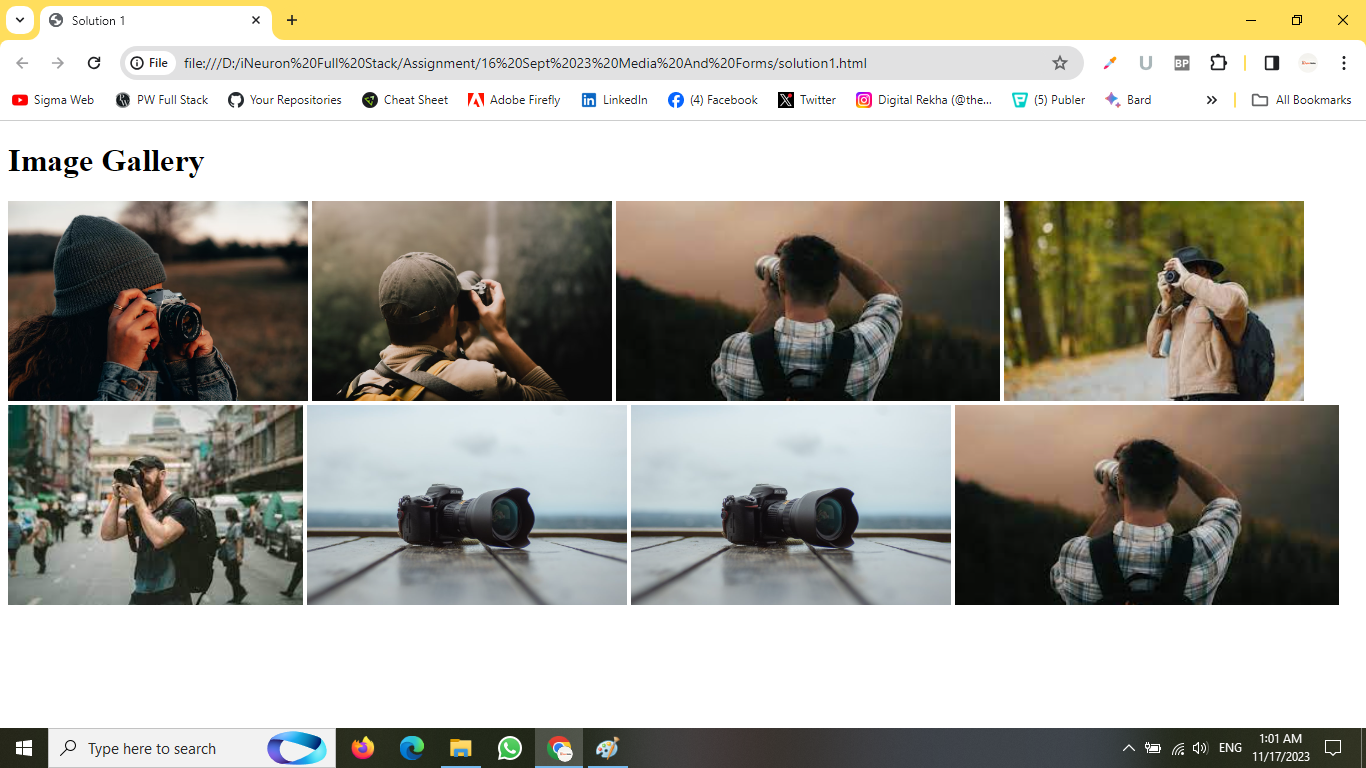 Solution 1
File file:///D:/iNeuron%20Full%20Stack/Assignment/16%20Sept%2023%20Media%20And%20Forms/solution1.html
U BP
Sigma Web PW Full Stack Your Repositories Cheat Sheet Adobe Firefly LinkedIn (4) Facebook Twitter Digital Rekha (@the... (5) Publer Bard » All Bookmarks
Image Gallery
Type here to search
ENG
1:01 AM
11/17/2023